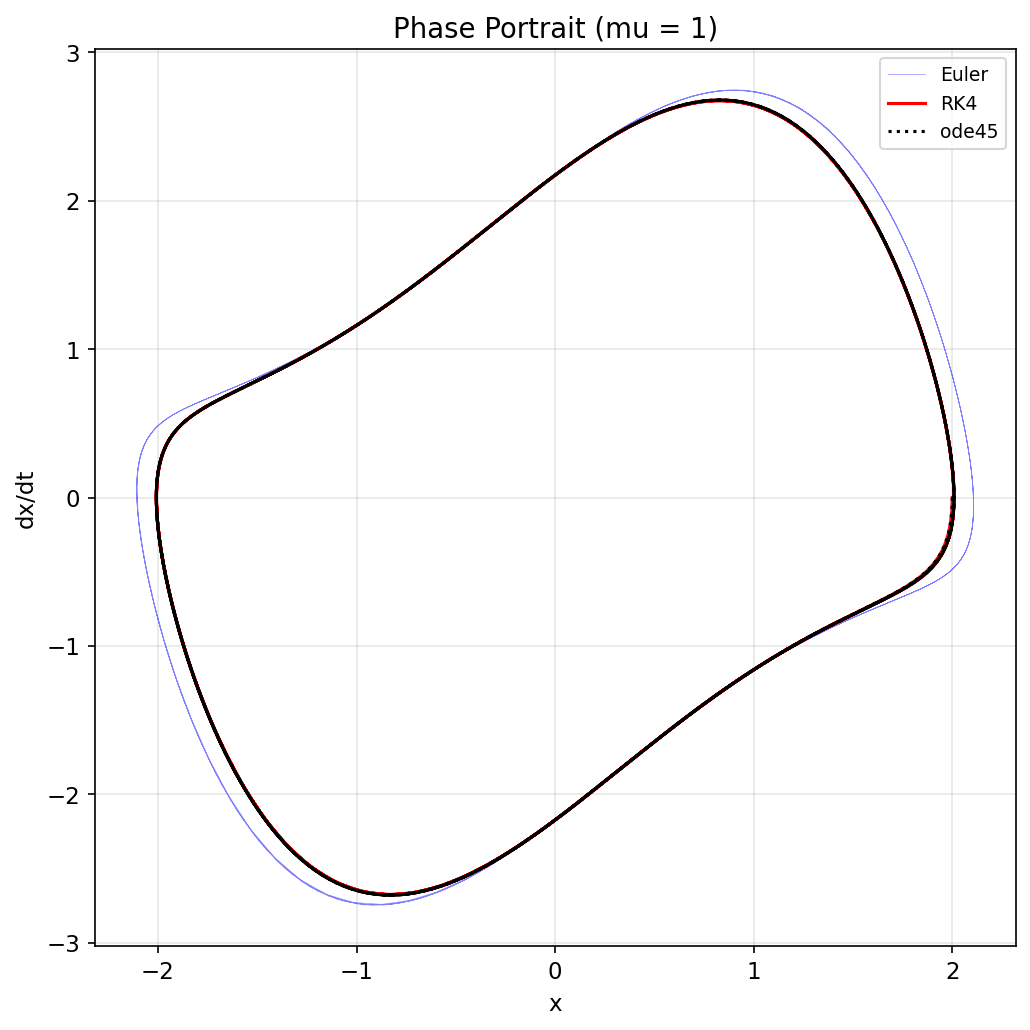 Phase Portrait (mu = 1)
Euler
RK4
ode45
3
2
1
0
−1
−2
−3
dx/dt
−2
−1
0
1
2
x